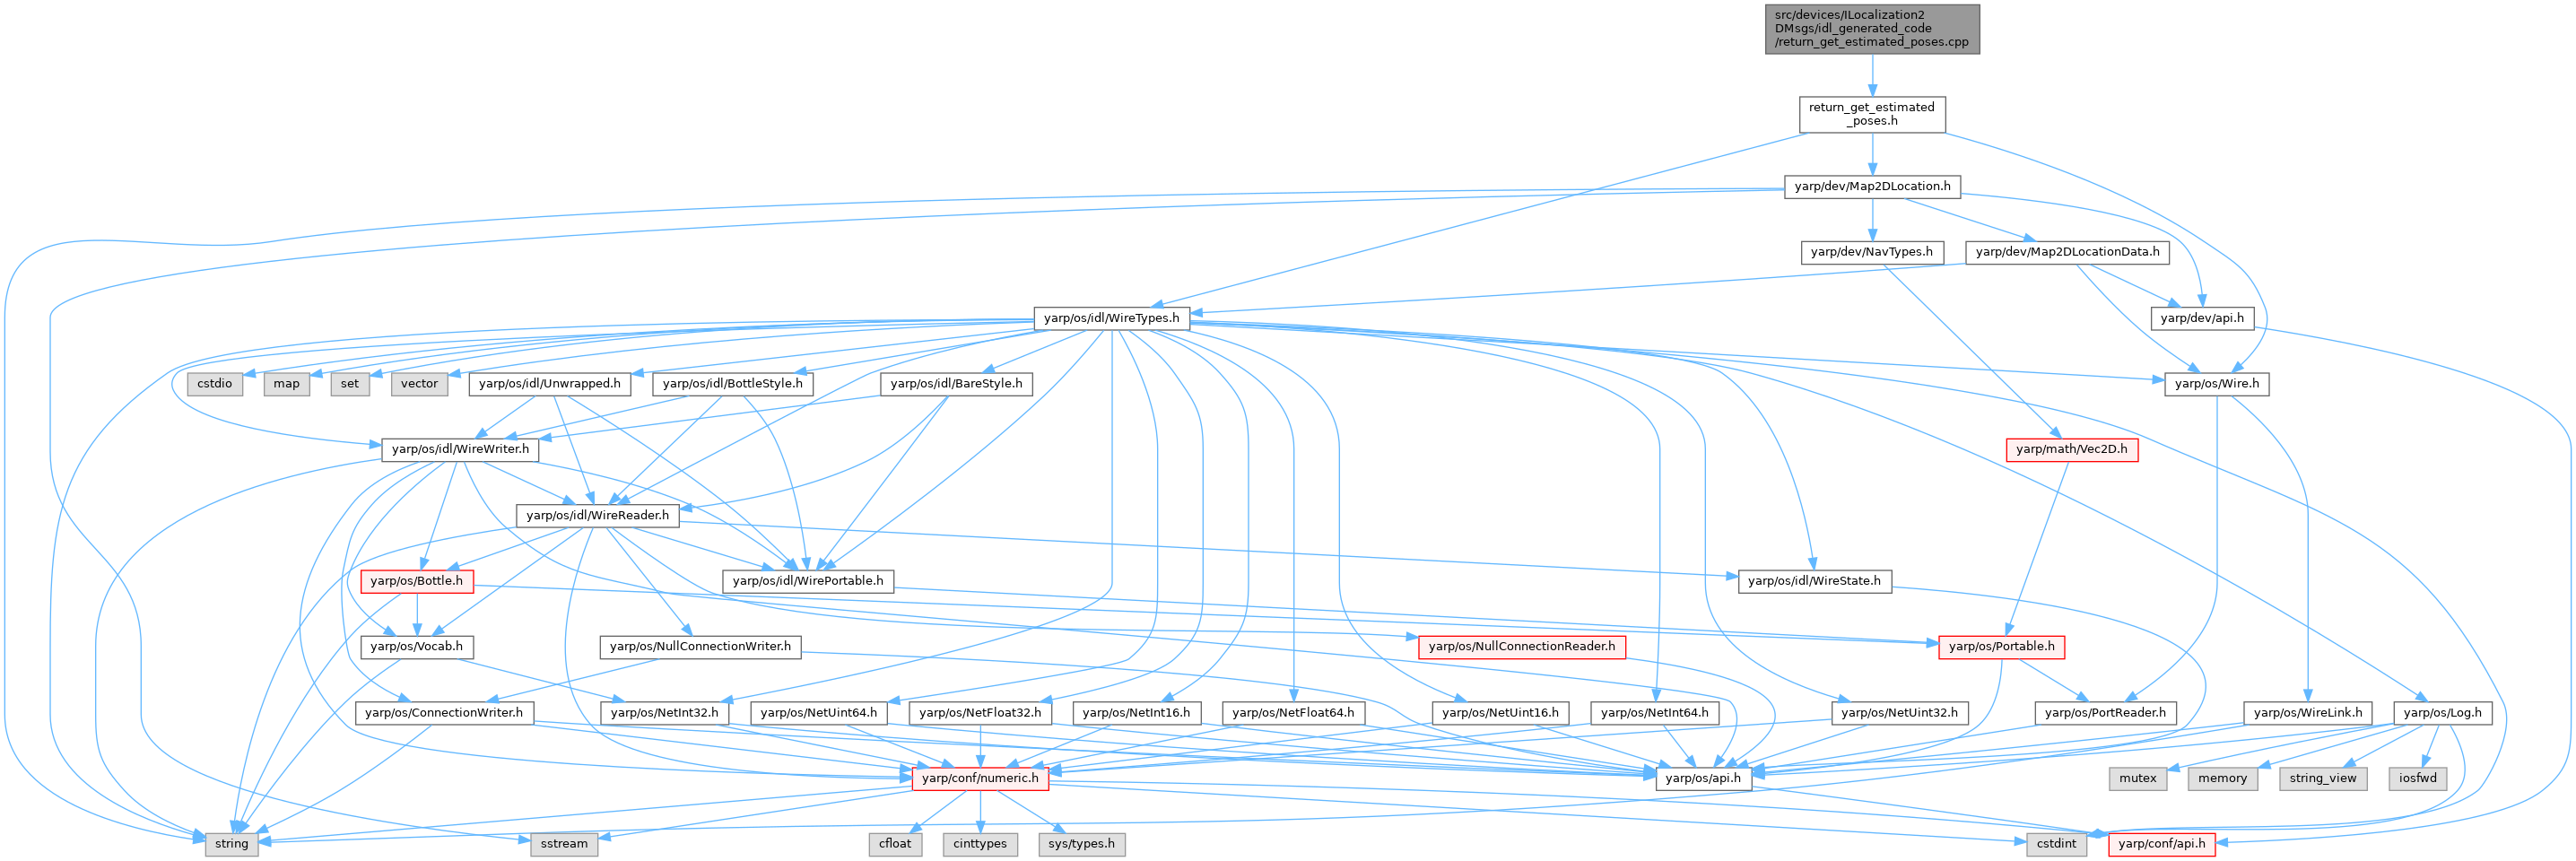 src/devices/ILocalization2
DMsgs/idl_generated_code
/return_get_estimated_poses.cpp
return_get_estimated
_poses.h
yarp/dev/Map2DLocation.h
yarp/dev/NavTypes.h
yarp/dev/Map2DLocationData.h
yarp/os/idl/WireTypes.h
yarp/dev/api.h
cstdio
map
set
vector
yarp/os/idl/Unwrapped.h
yarp/os/idl/BottleStyle.h
yarp/os/idl/BareStyle.h
yarp/os/Wire.h
yarp/os/idl/WireWriter.h
yarp/math/Vec2D.h
yarp/os/idl/WireReader.h
yarp/os/Bottle.h
yarp/os/idl/WirePortable.h
yarp/os/idl/WireState.h
yarp/os/Vocab.h
yarp/os/NullConnectionWriter.h
yarp/os/NullConnectionReader.h
yarp/os/Portable.h
yarp/os/ConnectionWriter.h
yarp/os/NetInt32.h
yarp/os/NetUint64.h
yarp/os/NetFloat32.h
yarp/os/NetInt16.h
yarp/os/NetFloat64.h
yarp/os/NetUint16.h
yarp/os/NetInt64.h
yarp/os/NetUint32.h
yarp/os/PortReader.h
yarp/os/WireLink.h
yarp/os/Log.h
yarp/conf/numeric.h
yarp/os/api.h
mutex
memory
string_view
iosfwd
string
sstream
cfloat
cinttypes
sys/types.h
cstdint
yarp/conf/api.h